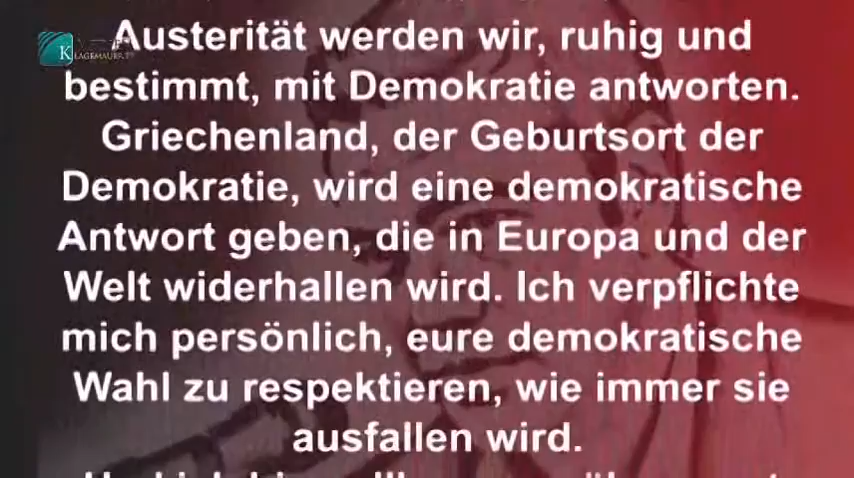 Austerität werden wir, ruhig und
bestimmt, mit Demokratie antworten.
Griechenland, der Geburtsort der
Demokratie, wird eine demokratische
Antwort geben, die in Europa und der
Welt widerhallen wird. Ich verpflichte
mich persönlich, eure demokratische
Wahl zu respektieren, wie immer sie
ausfallen wird.